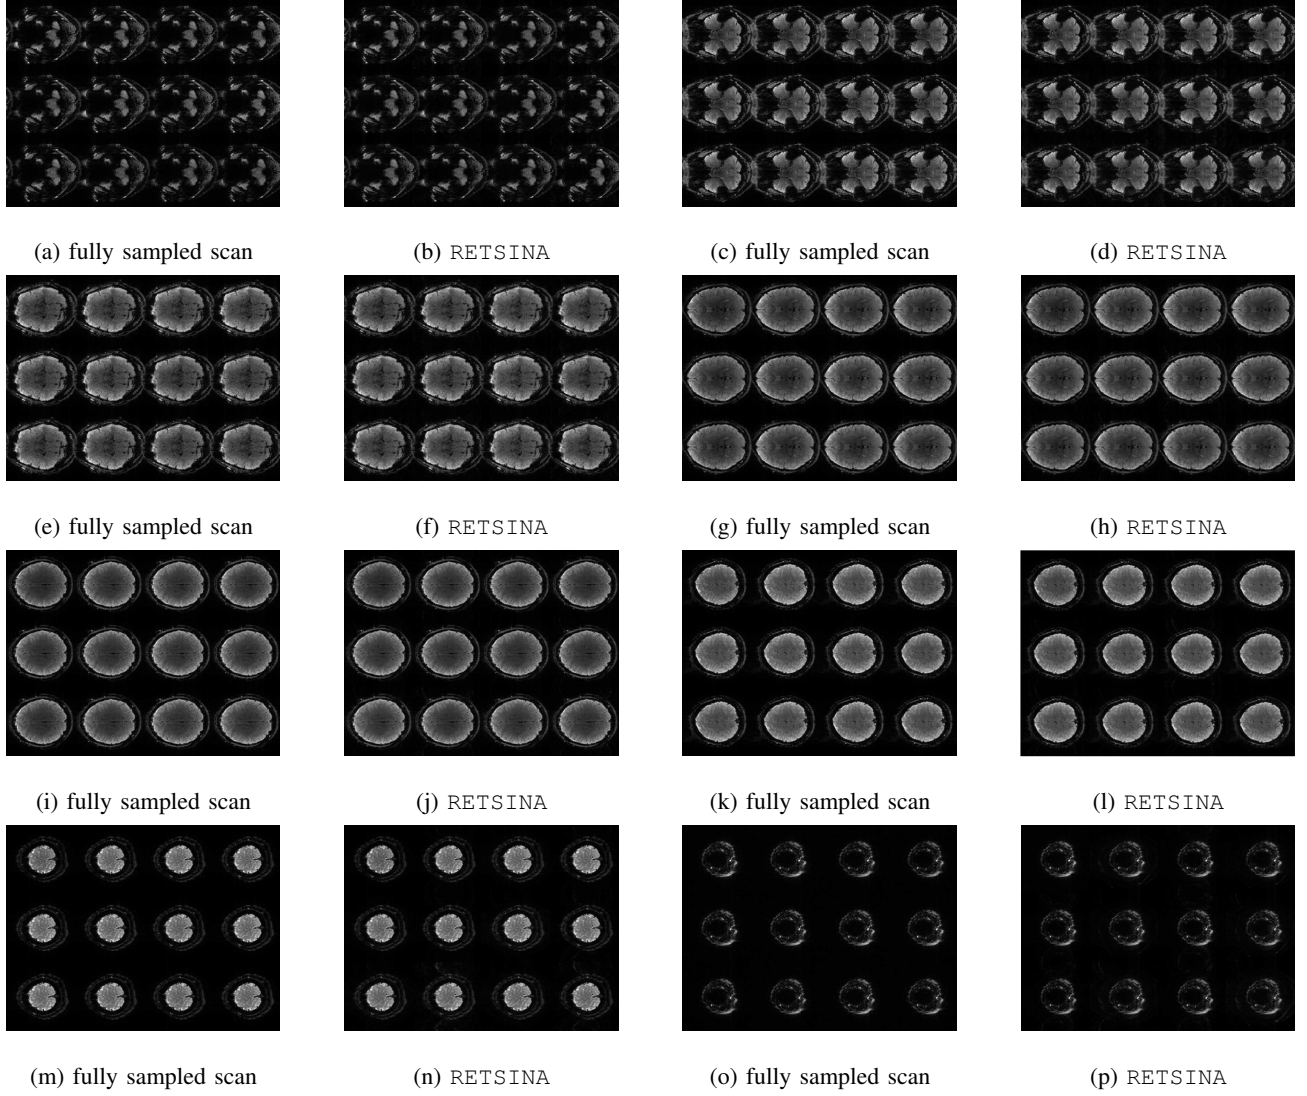 (a) fully sampled scan (b) RETSINA (c) fully sampled scan (d) RETSINA
(e) fully sampled scan (f) RETSINA (g) fully sampled scan (h) RETSINA
(i) fully sampled scan (j) RETSINA (k) fully sampled scan (l) RETSINA
(m) fully sampled scan (n) RETSINA (o) fully sampled scan (p) RETSINA